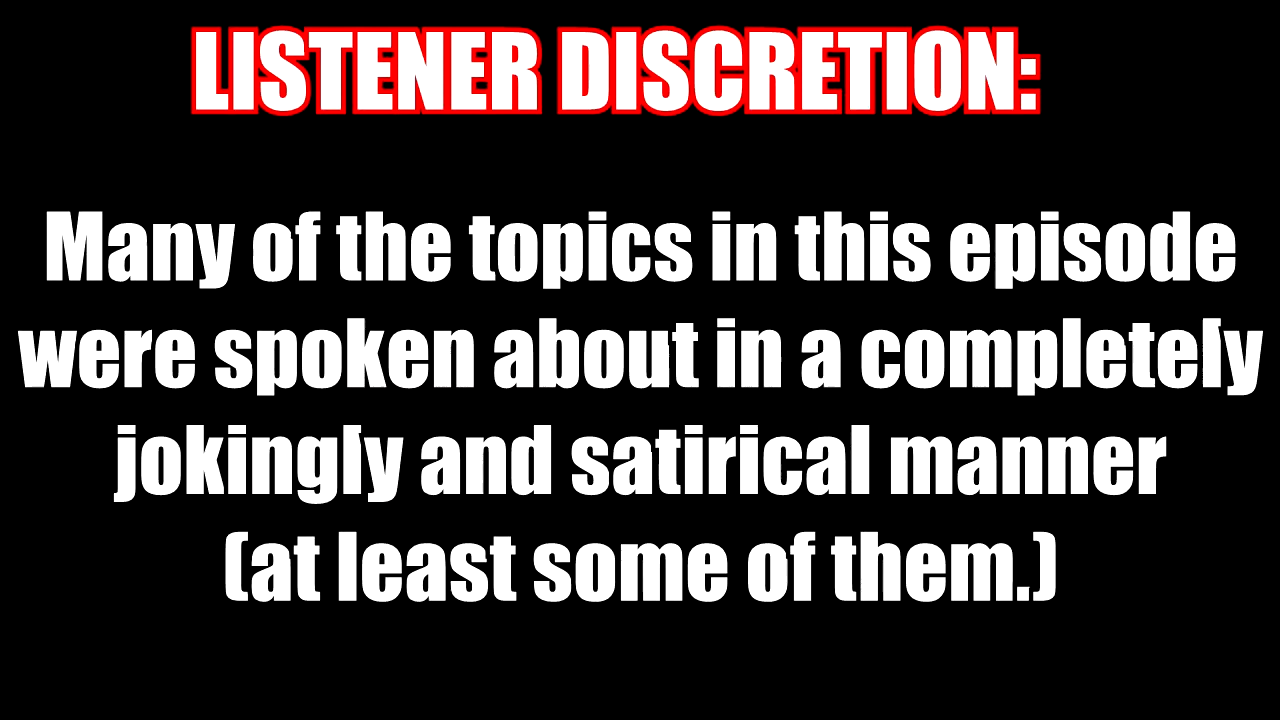 LISTENER DISCRETION:
Many of the topics in this episode
were spoken about in a completely
jokingly and satirical manner
(at least some of them.)